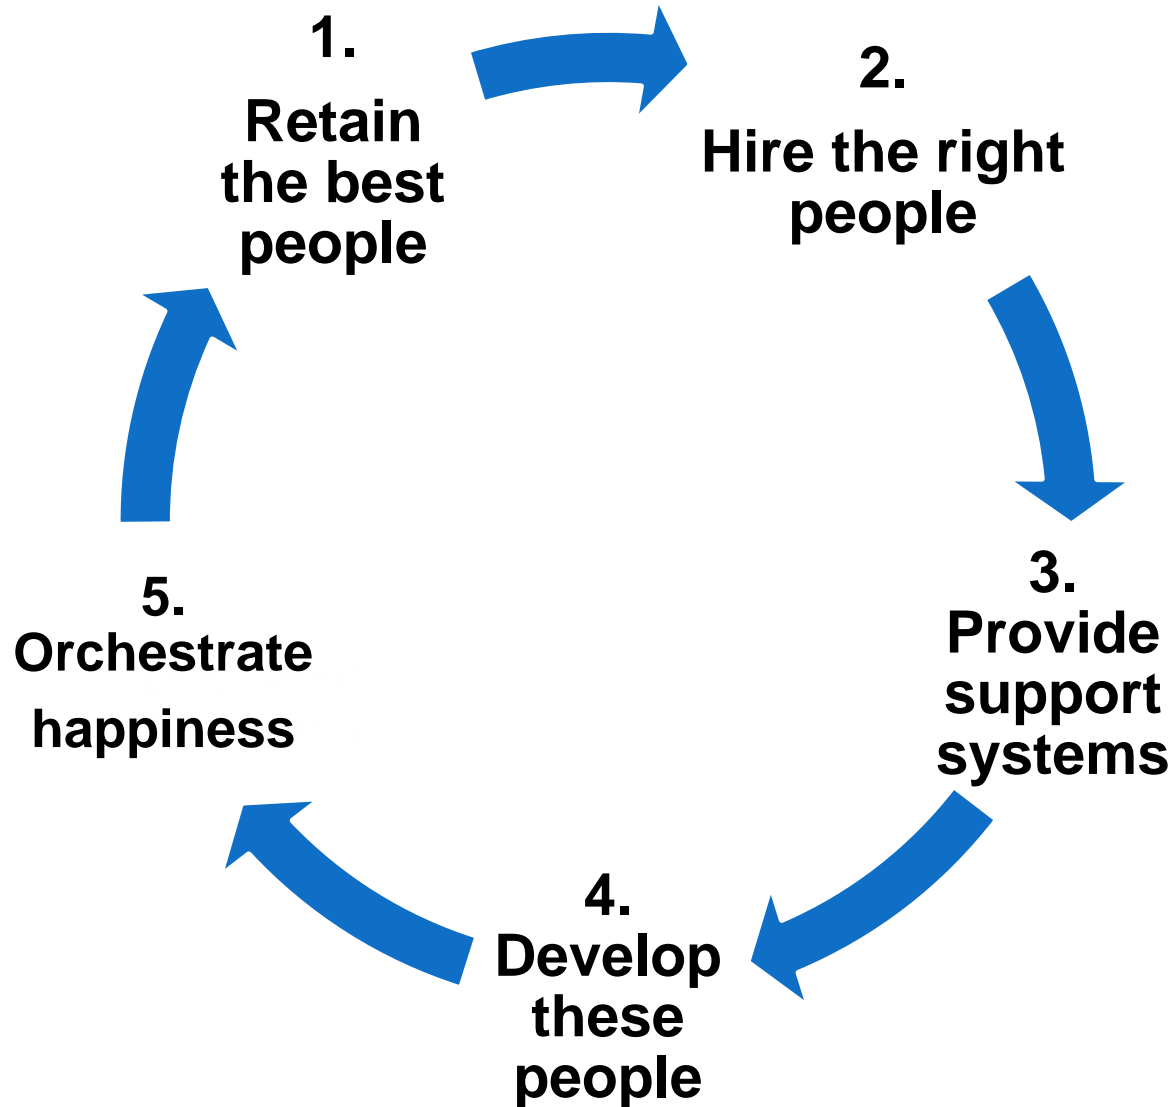 1.
Retain
the best
people
2.
Hire the right
people
3.
Provide
support
systems
4.
Develop
these
people
5.
Orchestrate
happiness